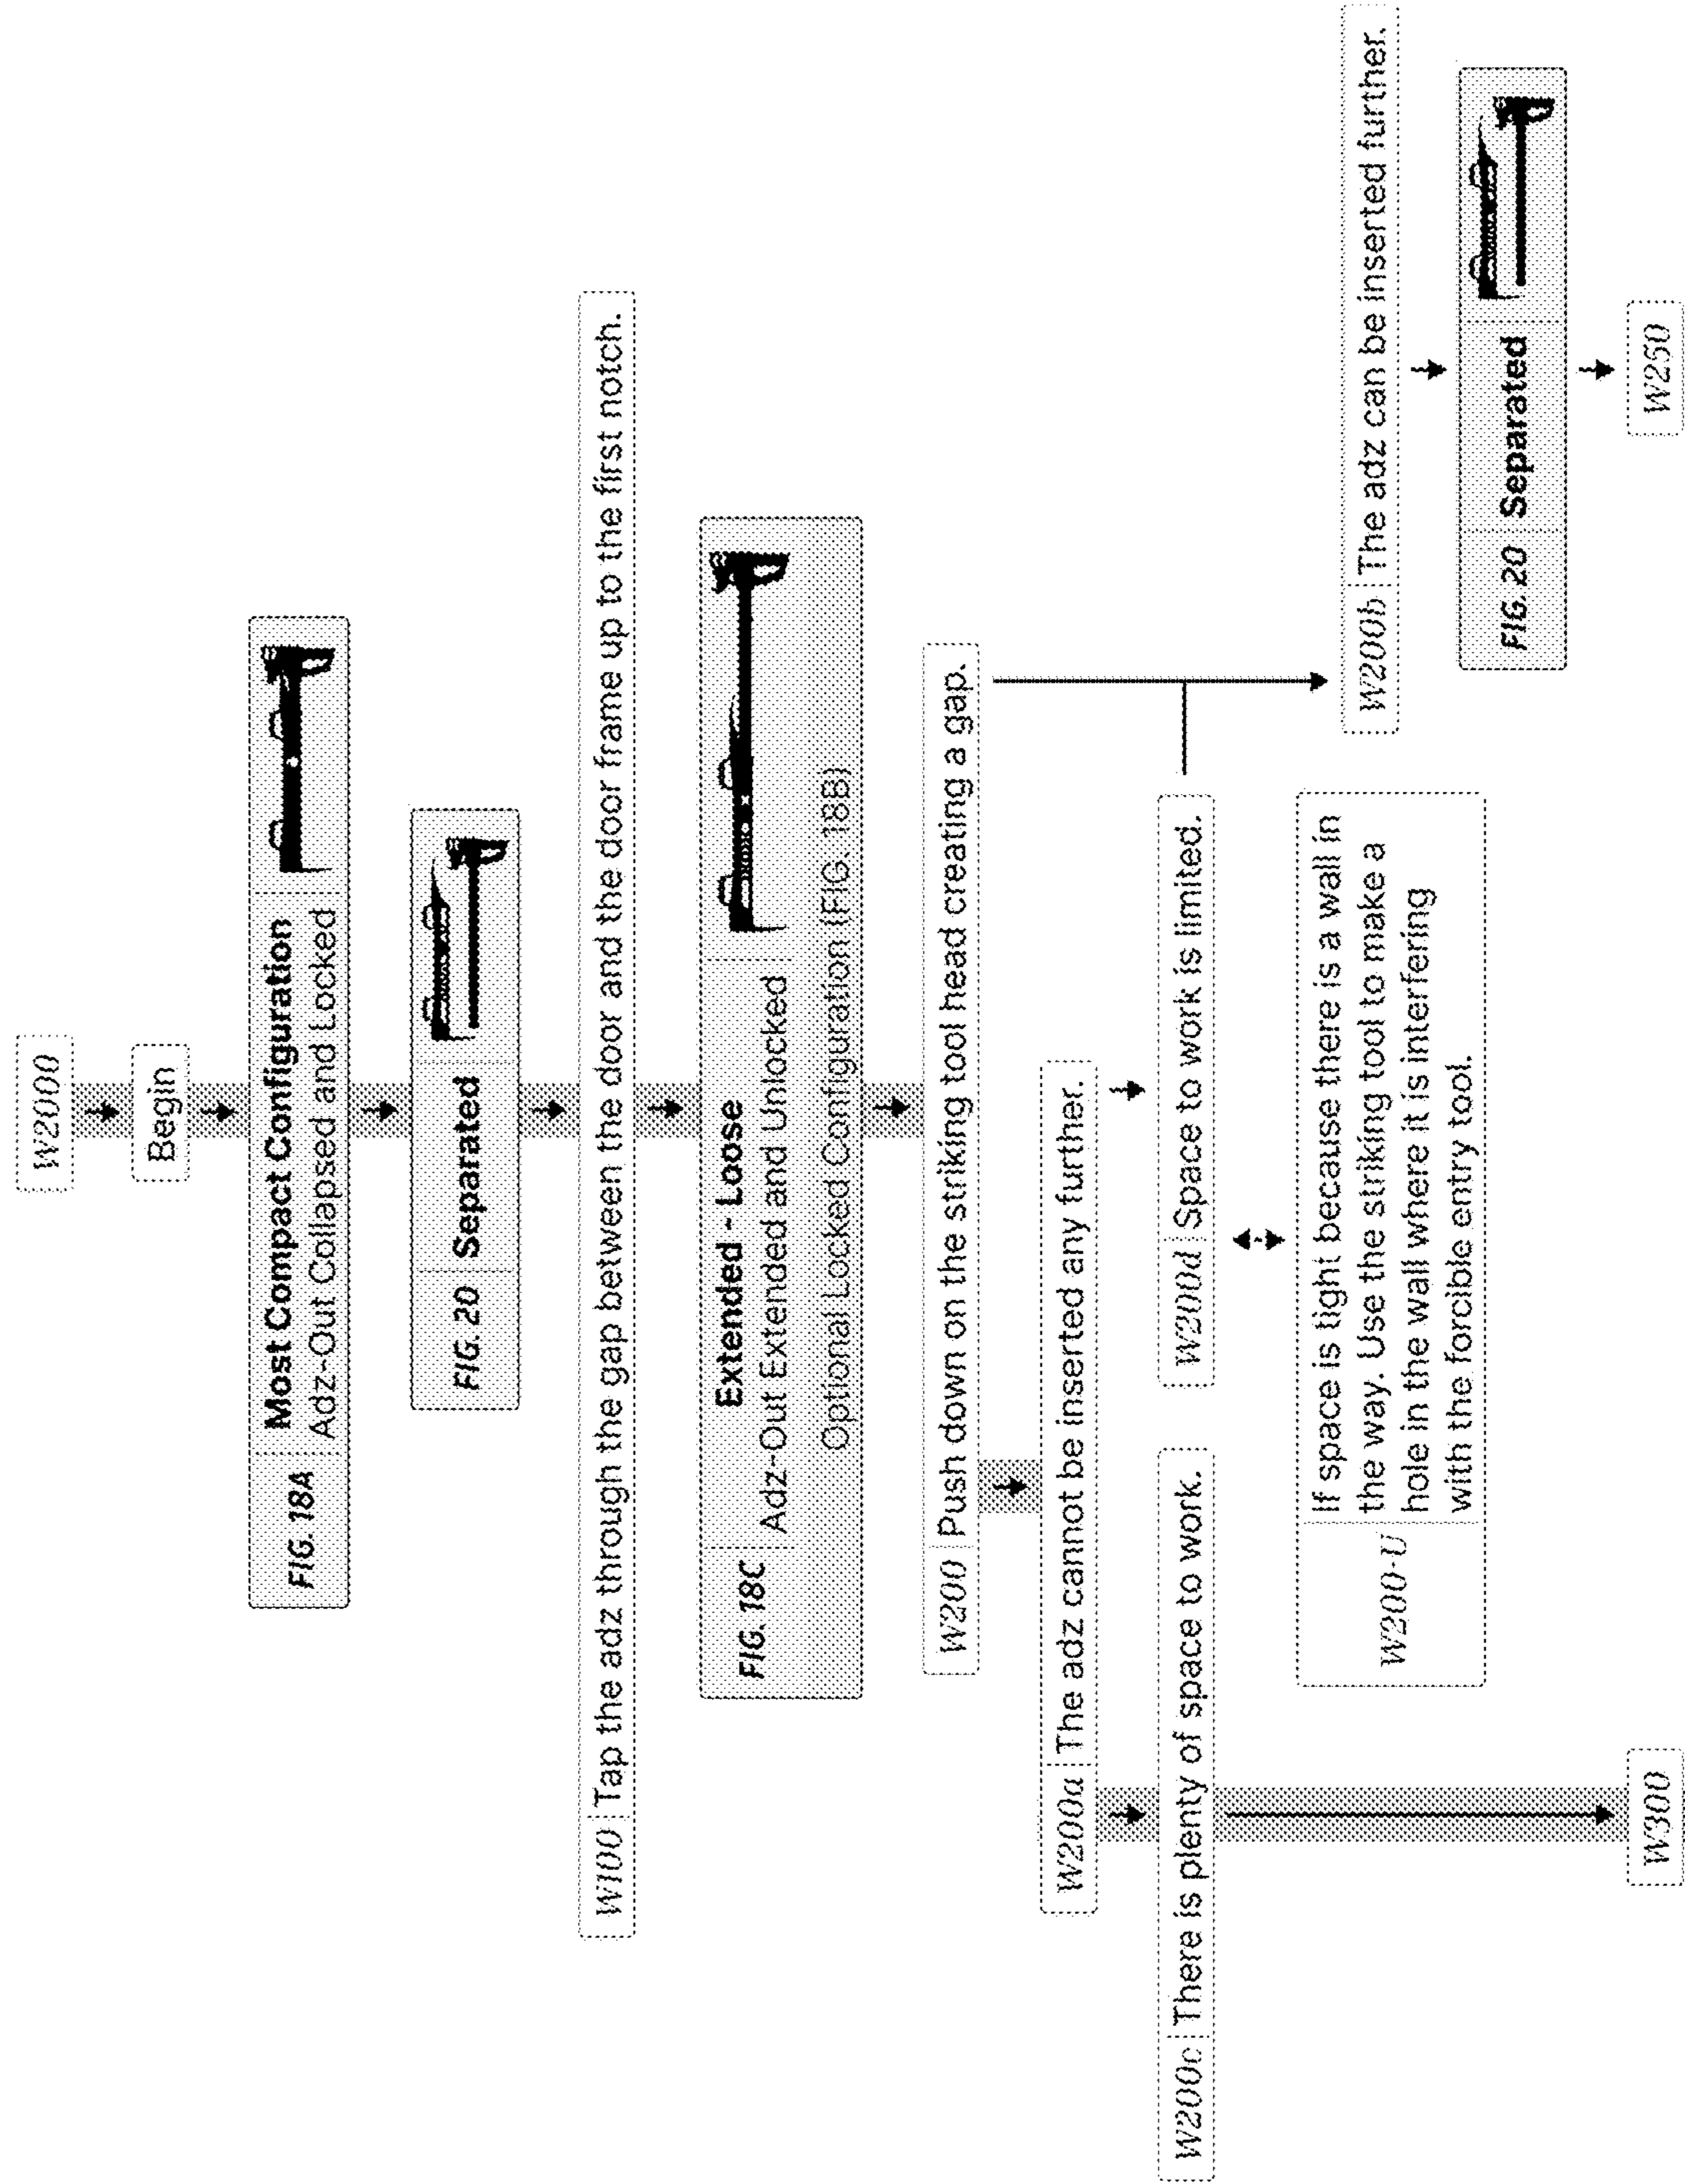 W2000
Begin
FIG. 18A
Most Compact Configuration
Adz-Out Collapsed and Locked
FIG. 20 Separated
W100 Tap the adz through the gap between the door and the door frame up to the first notch.
FIG. 18C
Extended - Loose
Adz-Out Extended and Unlocked
Optional Locked Configuration (FIG. 18B)
W200 Push down on the striking tool head creating a gap.
W200a The adz cannot be inserted any further.
W200c There is plenty of space to work.
W200d Space to work is limited.
W200-U
If space is tight because there is a wall in
the way. Use the striking tool to make a
hole in the wall where it is interfering
with the forcible entry tool.
W200b The adz can be inserted further.
FIG. 20 Separated
W300
W250